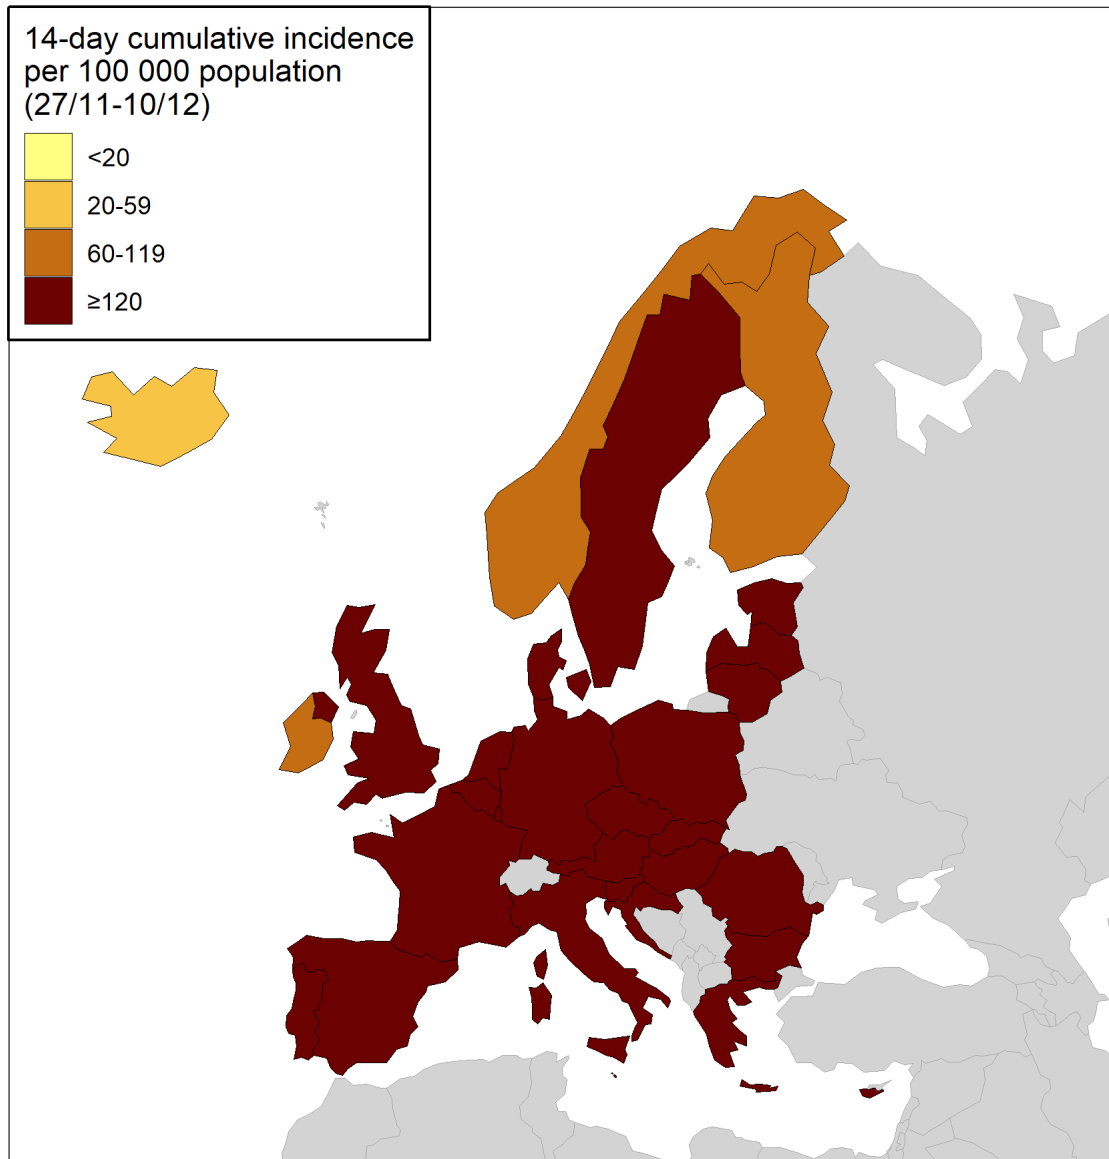 14-day cumulative incidence
per 100 000 population
(27/11-10/12)
<20
20-59
60-119
≥120